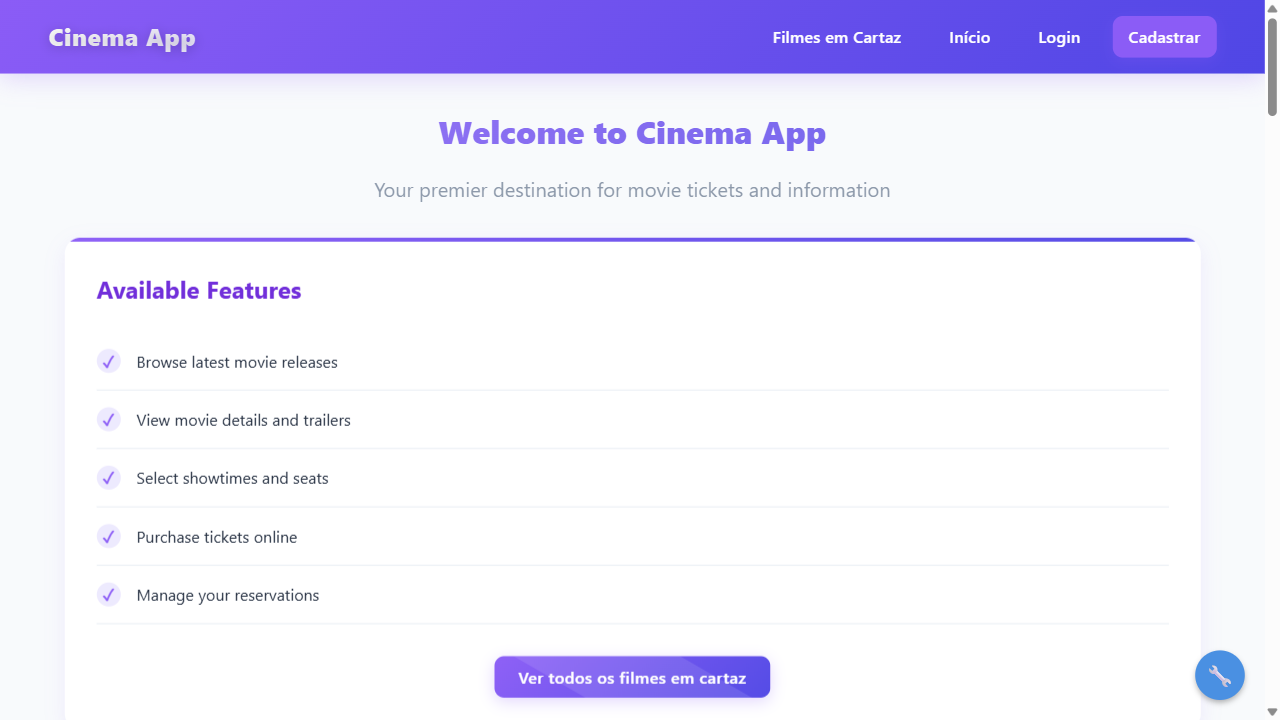 Cinema App
Filmes em Cartaz
Início
Login
Cadastrar
Welcome to Cinema App
Your premier destination for movie tickets and information
Available Features
Browse latest movie releases
View movie details and trailers
Select showtimes and seats
Purchase tickets online
Manage your reservations
Ver todos os filmes em cartaz